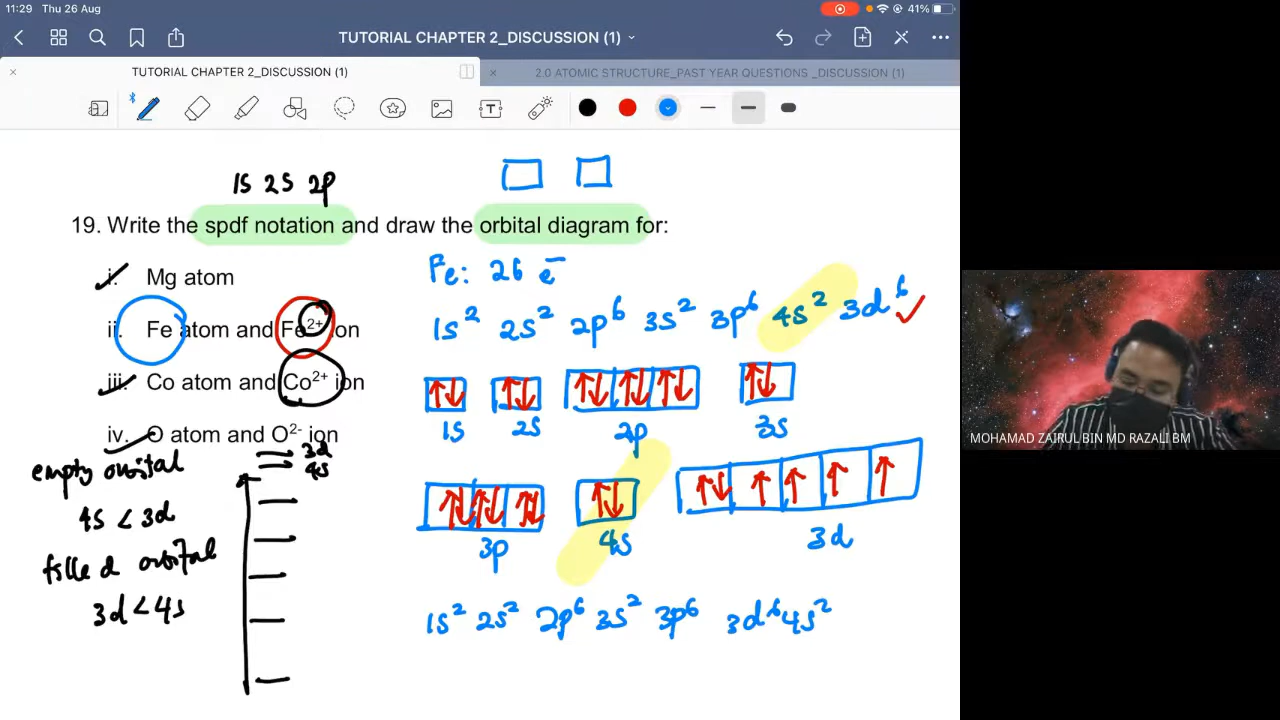 11:29 Thu 26 Aug 41%
TUTORIAL CHAPTER 2_DISCUSSION (1)
TUTORIAL CHAPTER 2_DISCUSSION (1)
2.0 ATOMIC STRUCTURE_PAST YEAR QUESTIONS _DISCUSSION (1)
1s 2s 2p
19. Write the spdf notation and draw the orbital diagram for:
i. Mg atom
ii. Fe atom and Fe²⁺ ion
iii. Co atom and Co²⁺ ion
iv. O atom and O²⁻ ion
empty orbital
4s < 3d
filled orbital
3d < 4s
3d
4s
Fe: 26 e⁻
1s² 2s² 2p⁶ 3s² 3p⁶ 4s² 3d⁶
1s 2s 2p 3s
3p 4s 3d
1s² 2s² 2p⁶ 3s² 3p⁶ 3d⁶ 4s²
MOHAMAD ZAIRUL BIN MD RAZALI BM